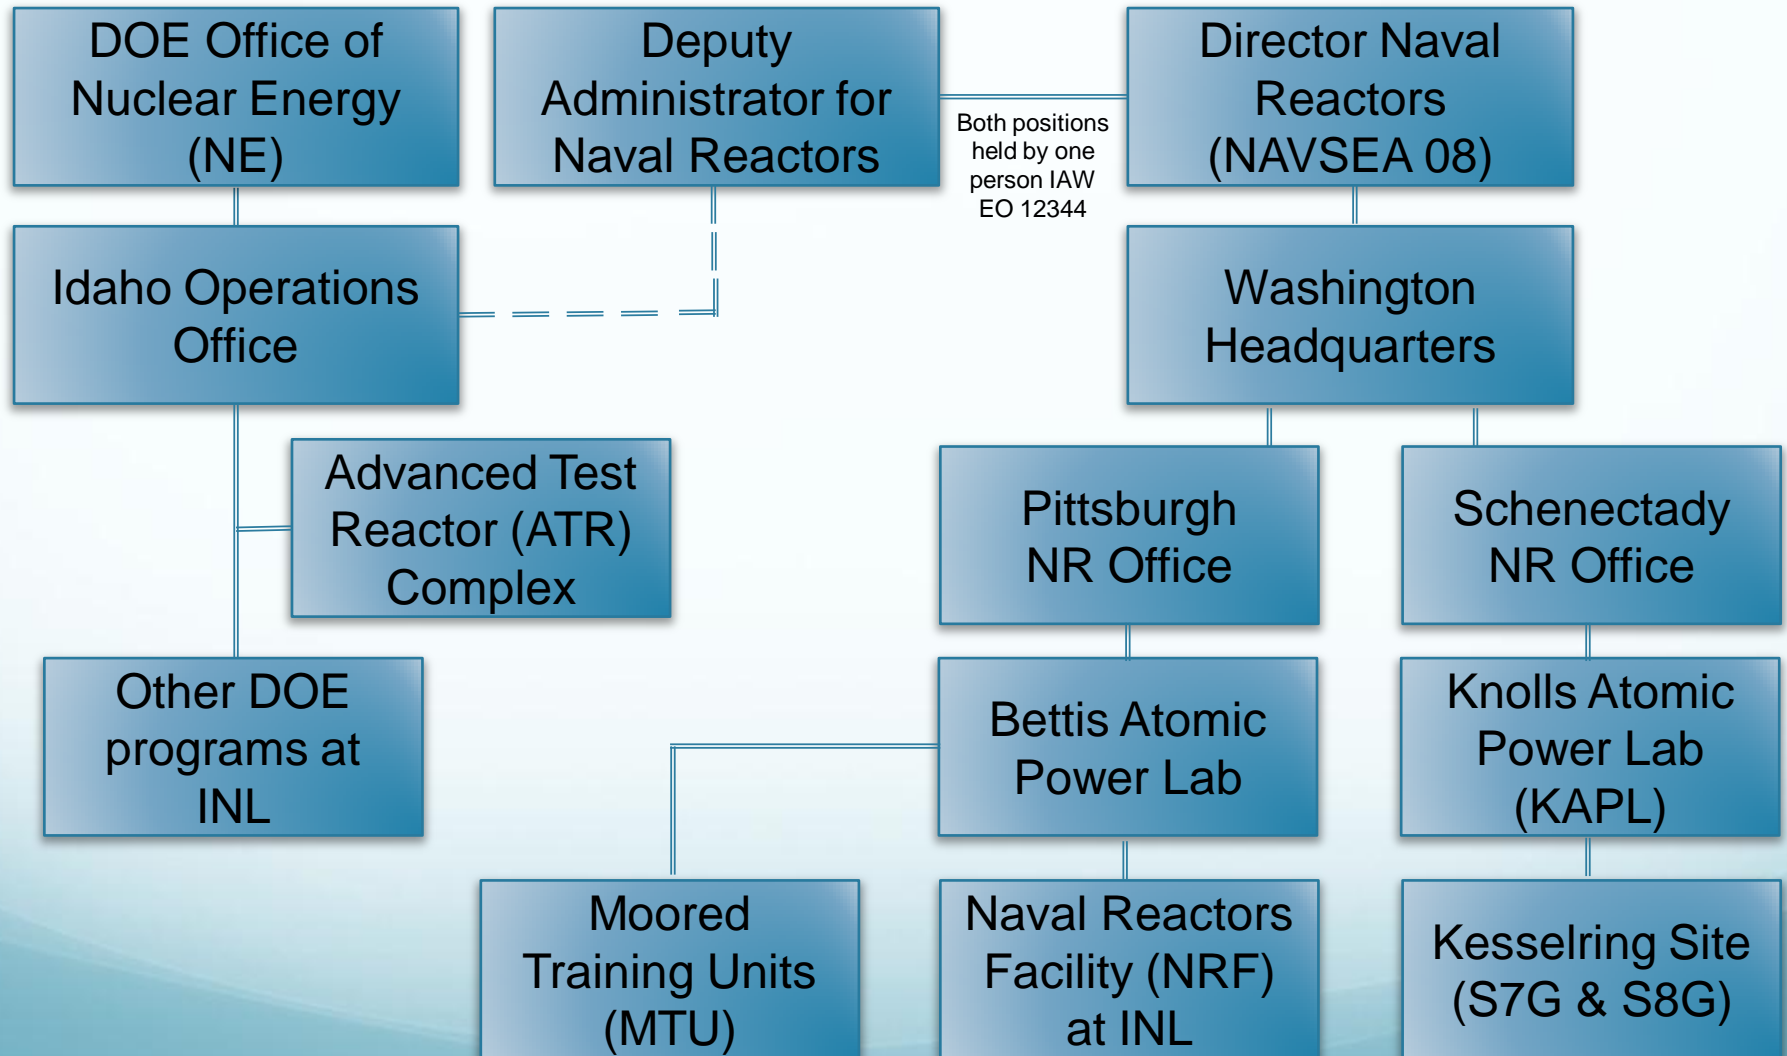 DOE Office of
Nuclear Energy
(NE)
Deputy
Administrator for
Naval Reactors
Both positions
held by one
person IAW
EO 12344
Director Naval
Reactors
(NAVSEA 08)
Idaho Operations
Office
Washington
Headquarters
Advanced Test
Reactor (ATR)
Complex
Pittsburgh
NR Office
Schenectady
NR Office
Other DOE
programs at
INL
Bettis Atomic
Power Lab
Knolls Atomic
Power Lab
(KAPL)
Moored
Training Units
(MTU)
Naval Reactors
Facility (NRF)
at INL
Kesselring Site
(S7G & S8G)